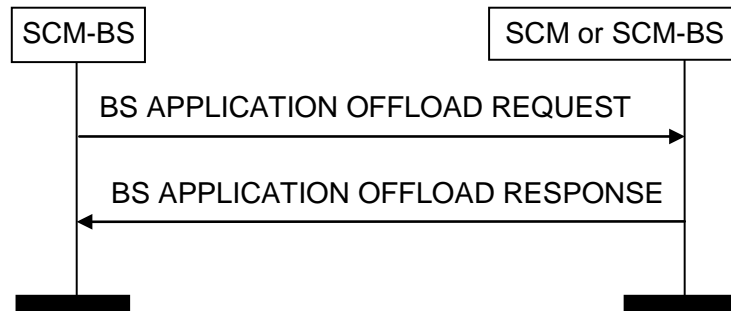 SCM-BS
SCM or SCM-BS
BS APPLICATION OFFLOAD REQUEST
BS APPLICATION OFFLOAD RESPONSE